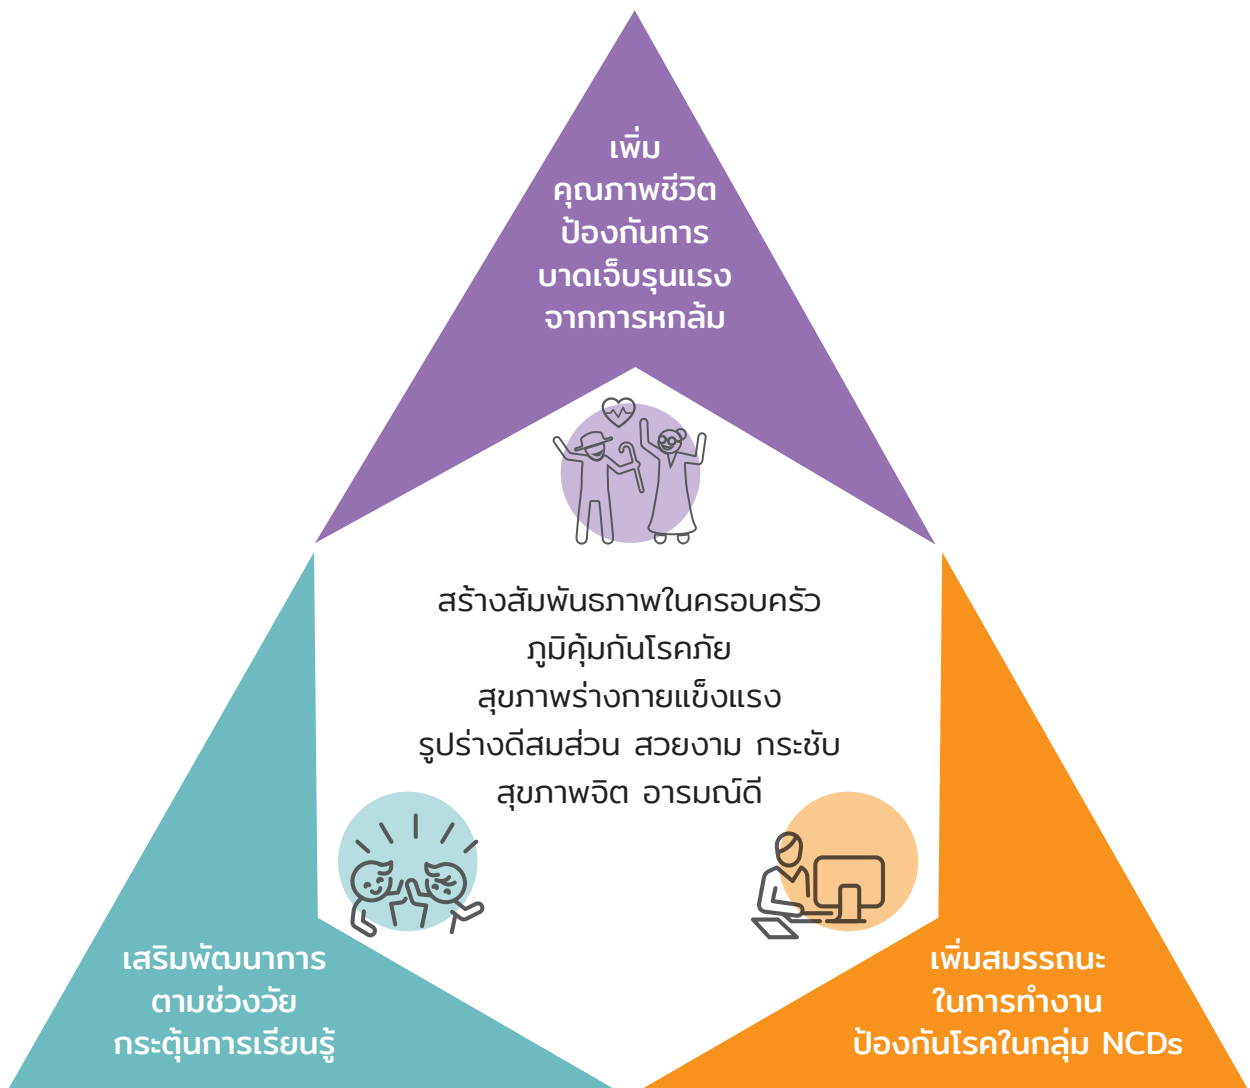 เพิ่ม
คุณภาพชีวิต
ป้องกันการ
บาดเจ็บรุนแรง
จากการหกล้ม
สร้างสัมพันธภาพในครอบครัว
ภูมิคุ้มกันโรคภัย
สุขภาพร่างกายแข็งแรง
รูปร่างดีสมส่วน สวยงาม กระชับ
สุขภาพจิต อารมณ์ดี
เสริมพัฒนาการ
ตามช่วงวัย
กระตุ้นการเรียนรู้
เพิ่มสมรรถนะ
ในการทำงาน
ป้องกันโรคในกลุ่ม NCDs